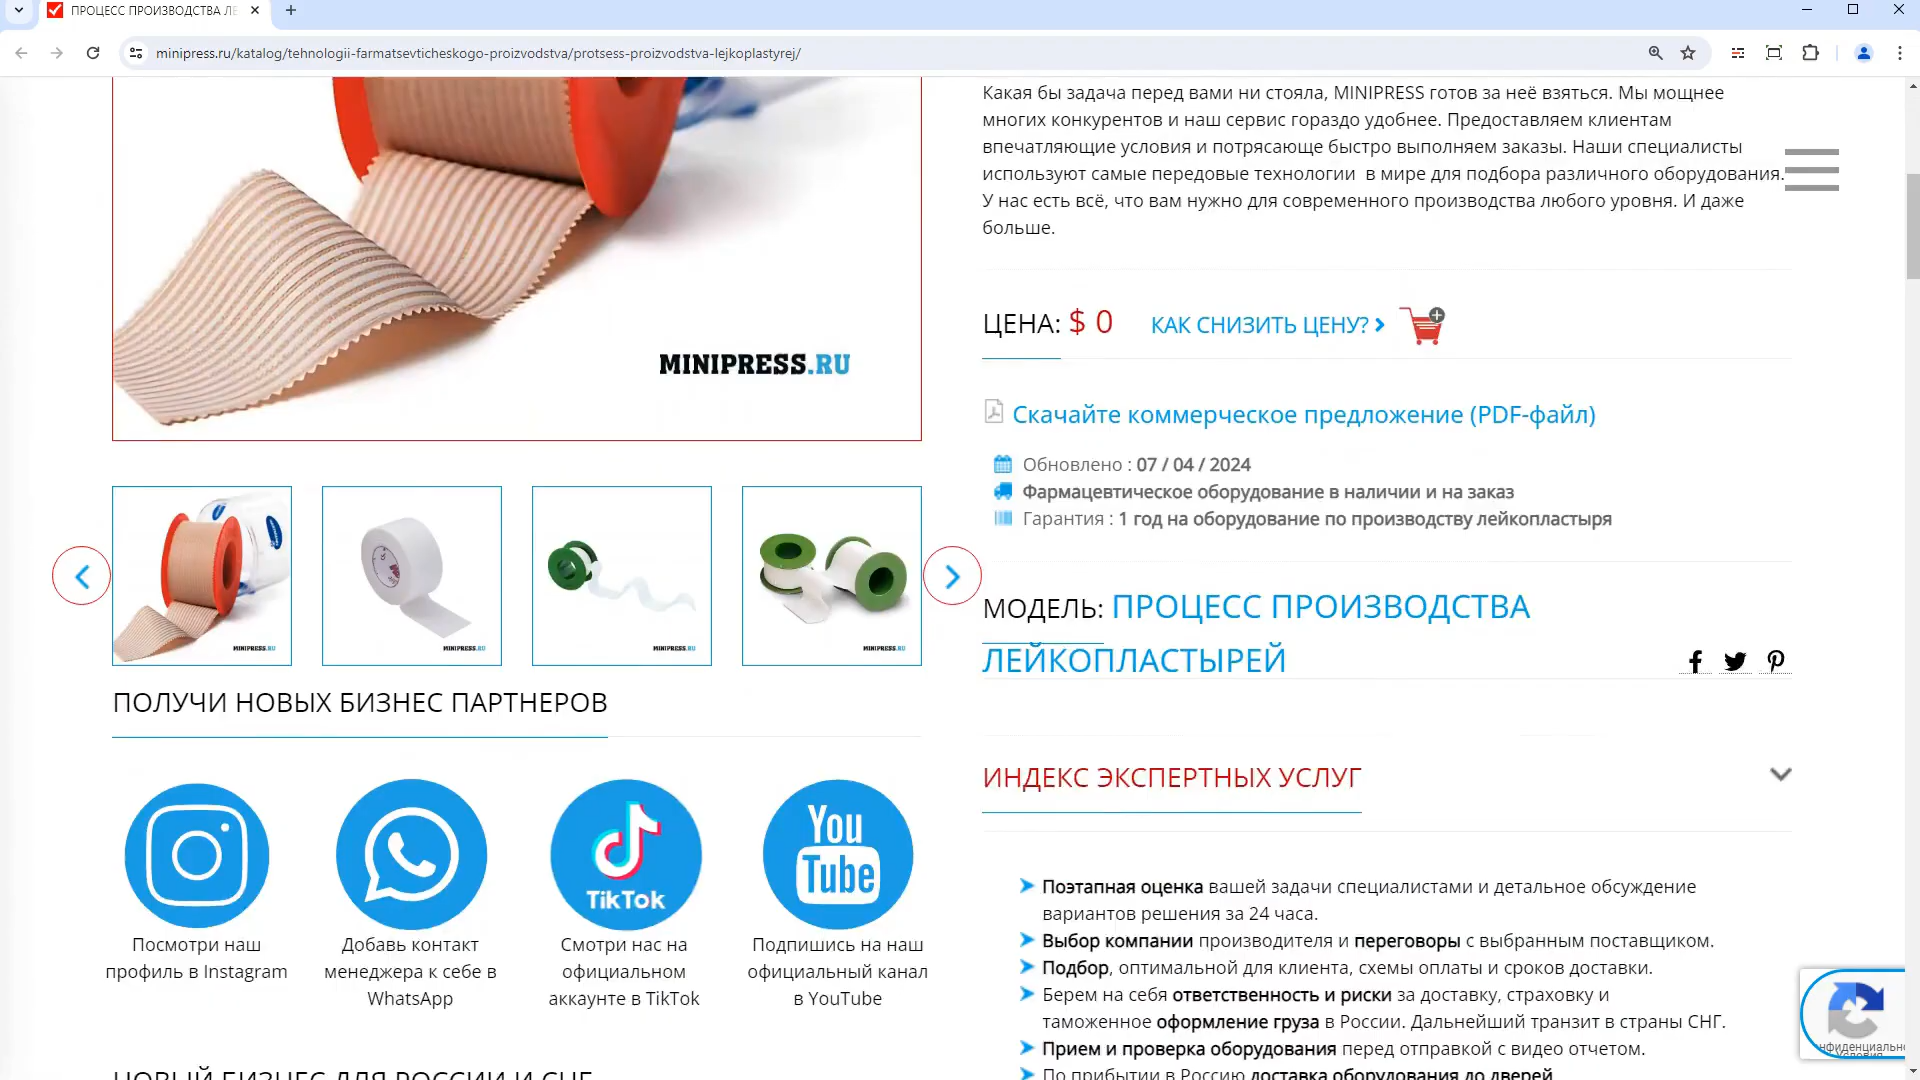 ПРОЦЕСС ПРОИЗВОДСТВА ЛЕ
minipress.ru/katalog/tehnologii-farmatsevticheskogo-proizvodstva/protsess-proizvodstva-lejkoplastyrej/
Какая бы задача перед вами ни стояла, MINIPRESS готов за неё взяться. Мы мощнее
многих конкурентов и наш сервис гораздо удобнее. Предоставляем клиентам
впечатляющие условия и потрясающе быстро выполняем заказы. Наши специалисты
используют самые передовые технологии в мире для подбора различного оборудования.
У нас есть всё, что вам нужно для современного производства любого уровня. И даже
больше.
MINIPRESS.RU
ЦЕНА: $ 0 КАК СНИЗИТЬ ЦЕНУ?
Скачайте коммерческое предложение (PDF-файл)
Обновлено : 07 / 04 / 2024
Фармацевтическое оборудование в наличии и на заказ
Гарантия : 1 год на оборудование по производству лейкопластыря
MINIPRESS.RU
MINIPRESS.RU
MINIPRESS.RU
MINIPRESS.RU
МОДЕЛЬ: ПРОЦЕСС ПРОИЗВОДСТВА
ЛЕЙКОПЛАСТЫРЕЙ
ПОЛУЧИ НОВЫХ БИЗНЕС ПАРТНЕРОВ
TikTok
You
Tube
Посмотри наш
профиль в Instagram
Добавь контакт
менеджера к себе в
WhatsApp
Смотри нас на
официальном
аккаунте в TikTok
Подпишись на наш
официальный канал
в YouTube
НОВЫЙ БИЗНЕС ДЛЯ РОССИИ И СНГ
ИНДЕКС ЭКСПЕРТНЫХ УСЛУГ
Поэтапная оценка вашей задачи специалистами и детальное обсуждение
вариантов решения за 24 часа.
Выбор компании производителя и переговоры с выбранным поставщиком.
Подбор, оптимальной для клиента, схемы оплаты и сроков доставки.
Берем на себя ответственность и риски за доставку, страховку и
таможенное оформление груза в России. Дальнейший транзит в страны СНГ.
Прием и проверка оборудования перед отправкой с видео отчетом.
По прибытии в Россию доставка оборудования до дверей
нфиденциально